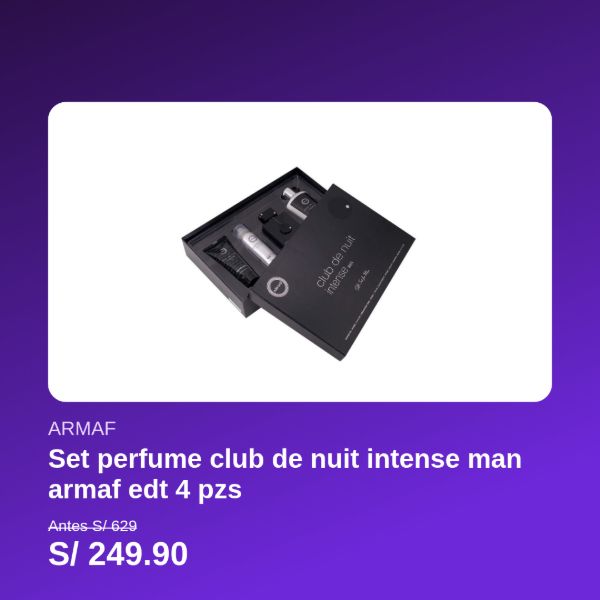 club de nuit
intense man
ARMAF
Set perfume club de nuit intense man
armaf edt 4 pzs
Antes S/ 629
S/ 249.90